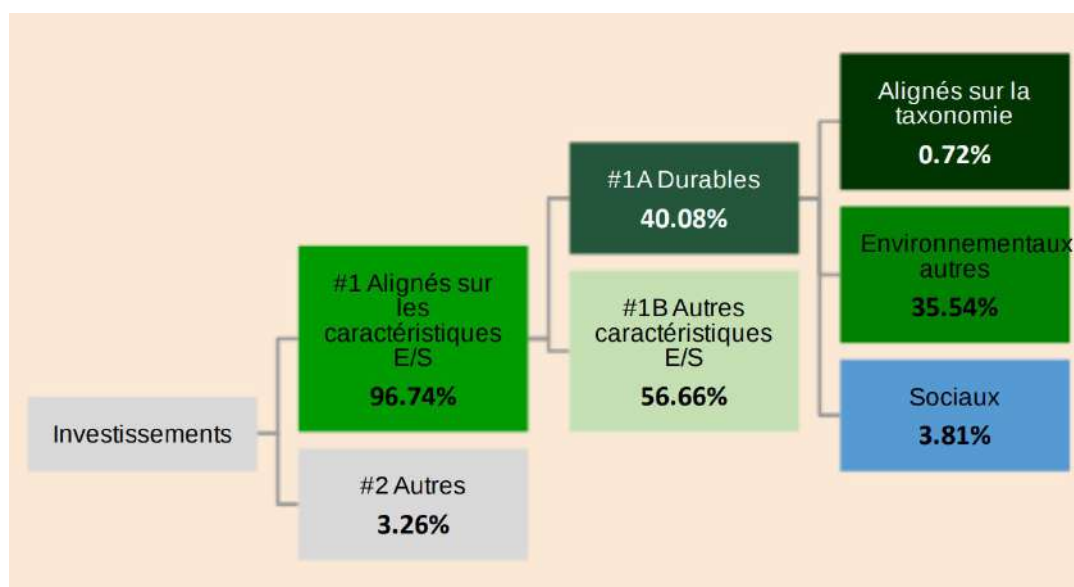 Investissements
#1 Alignés sur
les
caractéristiques
E/S
96.74%
#2 Autres
3.26%
#1A Durables
40.08%
#1B Autres
caractéristiques
E/S
56.66%
Alignés sur la
taxonomie
0.72%
Environnementaux
autres
35.54%
Sociaux
3.81%